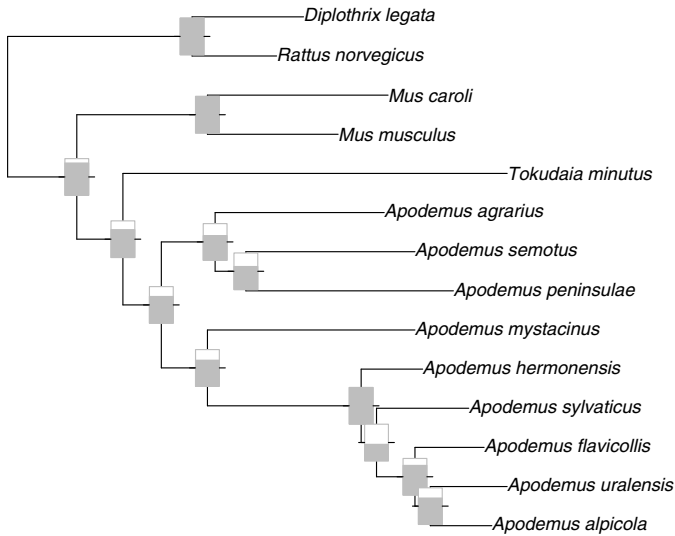 Diplothrix legata
Rattus norvegicus
Mus caroli
Mus musculus
Tokudaia minutus
Apodemus agrarius
Apodemus semotus
Apodemus peninsulae
Apodemus mystacinus
Apodemus hermonensis
Apodemus sylvaticus
Apodemus flavicollis
Apodemus uralensis
Apodemus alpicola